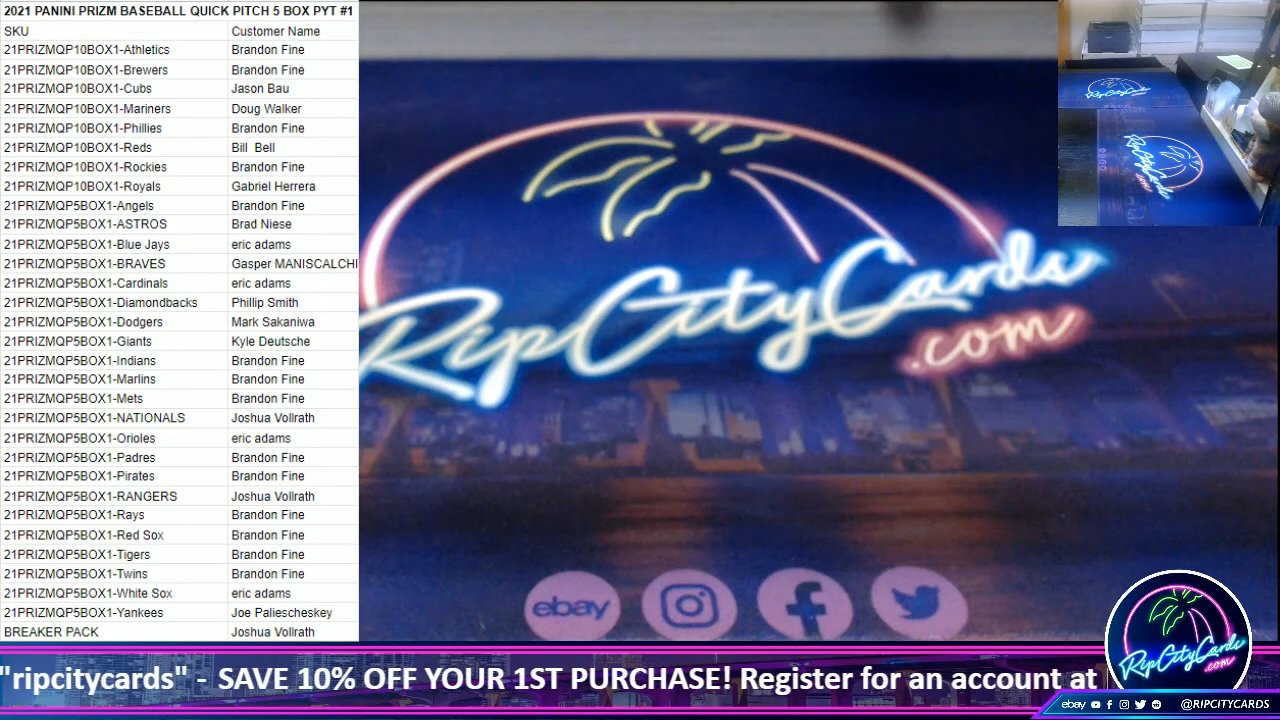 2021 PANINI PRIZM BASEBALL QUICK PITCH 5 BOX PYT #1
SKU Customer Name
21PRIZMQP10BOX1-Athletics Brandon Fine
21PRIZMQP10BOX1-Brewers Brandon Fine
21PRIZMQP10BOX1-Cubs Jason Bau
21PRIZMQP10BOX1-Mariners Doug Walker
21PRIZMQP10BOX1-Phillies Brandon Fine
21PRIZMQP10BOX1-Reds Bill Bell
21PRIZMQP10BOX1-Rockies Brandon Fine
21PRIZMQP10BOX1-Royals Gabriel Herrera
21PRIZMQP5BOX1-Angels Brandon Fine
21PRIZMQP5BOX1-ASTROS Brad Niese
21PRIZMQP5BOX1-Blue Jays eric adams
21PRIZMQP5BOX1-BRAVES Gasper MANISCALCHI
21PRIZMQP5BOX1-Cardinals eric adams
21PRIZMQP5BOX1-Diamondbacks Phillip Smith
21PRIZMQP5BOX1-Dodgers Mark Sakaniwa
21PRIZMQP5BOX1-Giants Kyle Deutsche
21PRIZMQP5BOX1-Indians Brandon Fine
21PRIZMQP5BOX1-Marlins Brandon Fine
21PRIZMQP5BOX1-Mets Brandon Fine
21PRIZMQP5BOX1-NATIONALS Joshua Vollrath
21PRIZMQP5BOX1-Orioles eric adams
21PRIZMQP5BOX1-Padres Brandon Fine
21PRIZMQP5BOX1-Pirates Brandon Fine
21PRIZMQP5BOX1-RANGERS Joshua Vollrath
21PRIZMQP5BOX1-Rays Brandon Fine
21PRIZMQP5BOX1-Red Sox Brandon Fine
21PRIZMQP5BOX1-Tigers Brandon Fine
21PRIZMQP5BOX1-Twins Brandon Fine
21PRIZMQP5BOX1-White Sox eric adams
21PRIZMQP5BOX1-Yankees Joe Paliescheskey
BREAKER PACK Joshua Vollrath
RipCityCards
.com
ebay
RipCityCards
RipCityCards
"ripcitycards" - SAVE 10% OFF YOUR 1ST PURCHASE! Register for an account at
RipCityCards
.com
ebay @RIPCITYCARDS